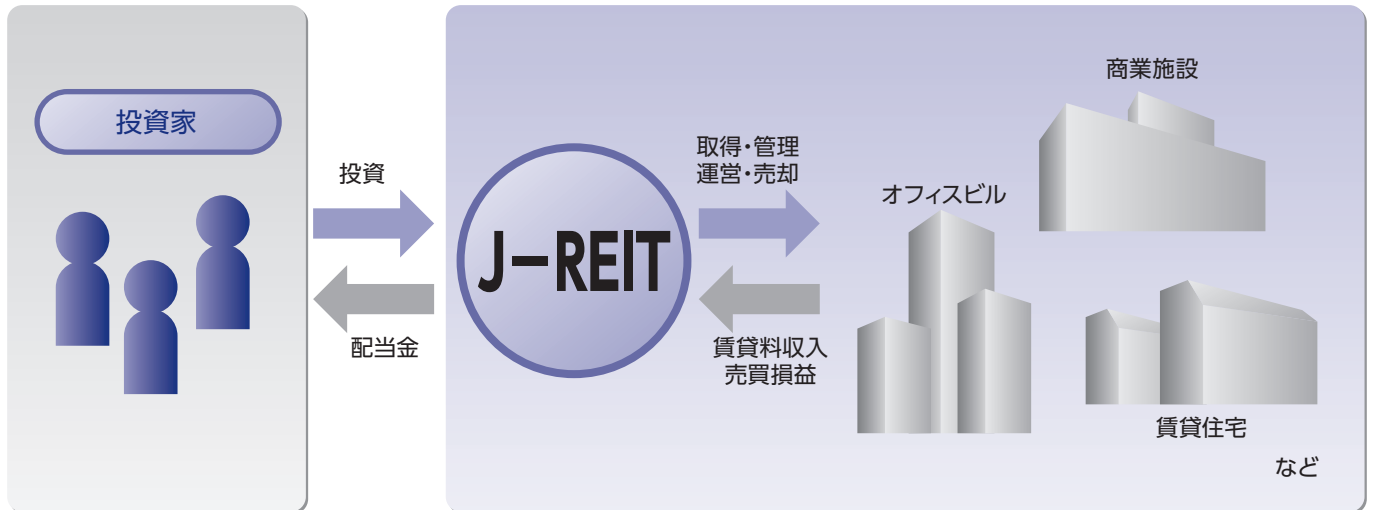 投資家
投資
配当金
J-REIT
取得・管理
運営・売却
賃貸料収入
売買損益
商業施設
オフィスビル
賃貸住宅
など